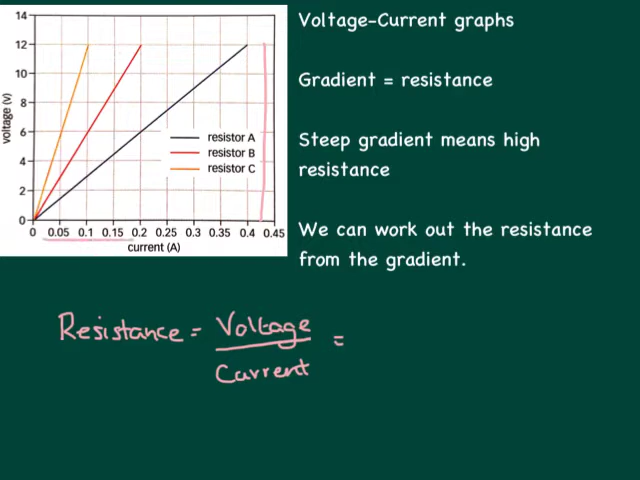 Voltage-Current graphs
Gradient = resistance
Steep gradient means high
resistance
We can work out the resistance
from the gradient.
14
12
10
8
6
4
2
0
voltage (v)
resistor A
resistor B
resistor C
0 0.05 0.1 0.15 0.2 0.25 0.3 0.35 0.4 0.45
current (A)
Resistance = Voltage =
Current